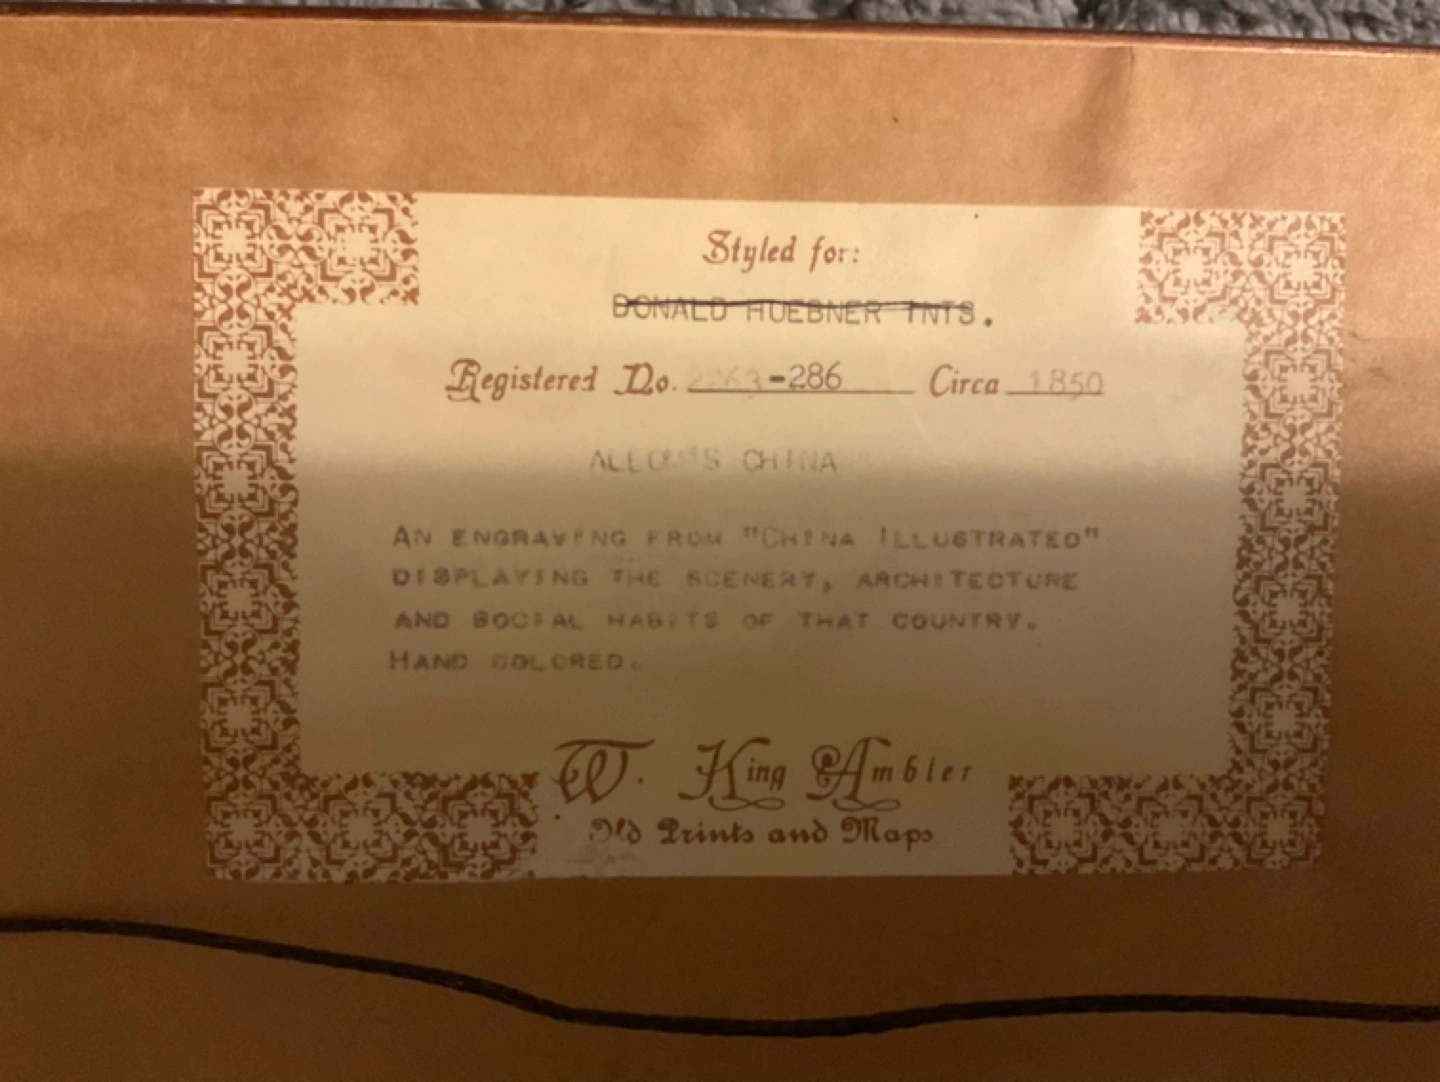 Styled for:
DONALD HUEBNER INTS.
Registered No. -286 Circa 1850
CHINA
AN ENGRAVING FROM "CHINA ILLUSTRATED"
DISPLAYING THE SCENERY, ARCHITECTURE
AND SOCIAL HABITS OF THAT COUNTRY.
HAND COLORED.
W. King Ambler
Old Prints and Maps